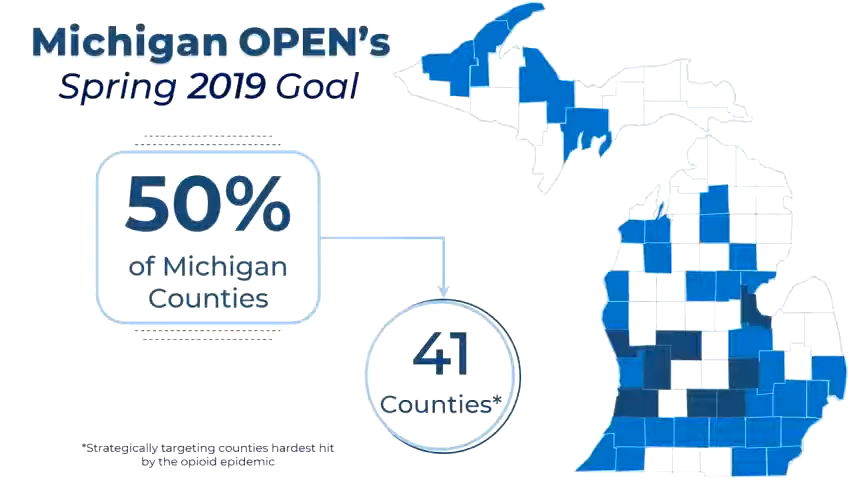 Michigan OPEN's
Spring 2019 Goal
50%
of Michigan
Counties
41
Counties*
*Strategically targeting counties hardest hit
by the opioid epidemic